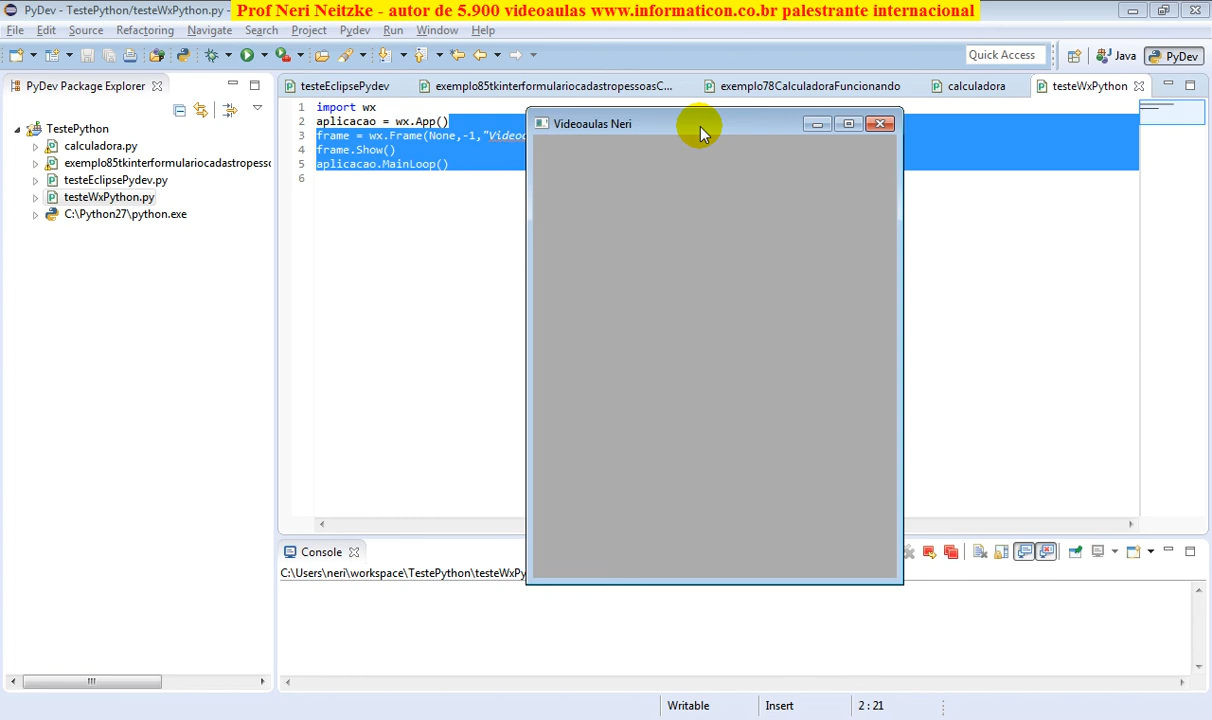 PyDev - TestePython/testeWxPython.py -
Prof Neri Neitzke - autor de 5.900 videoaulas www.informaticon.co.br palestrante internacional
File Edit Source Refactoring Navigate Search Project Pydev Run Window Help
Quick Access
Java
PyDev
PyDev Package Explorer
testeEclipsePydev
exemplo85tkinterformulariocadastropessoasC...
exemplo78CalculadoraFuncionando
calculadora
testeWxPython
TestePython
calculadora.py
exemplo85tkinterformulariocadastropesso
testeEclipsePydev.py
testeWxPython.py
C:\Python27\python.exe
1 import wx
2 aplicacao = wx.App()
3 frame = wx.Frame(None,-1,"Videoa
4 frame.Show()
5 aplicacao.MainLoop()
6
Videoaulas Neri
Console
C:\Users\neri\workspace\TestePython\testeWxPy
Writable
Insert
2 : 21